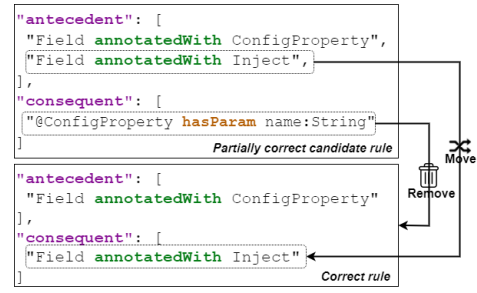 "antecedent": [
"Field annotatedWith ConfigProperty",
"Field annotatedWith Inject",
],
"consequent": [
"@ConfigProperty hasParam name:String"
]
Partially correct candidate rule
Move
Remove
"antecedent": [
"Field annotatedWith ConfigProperty"
],
"consequent": [
"Field annotatedWith Inject"
]
Correct rule